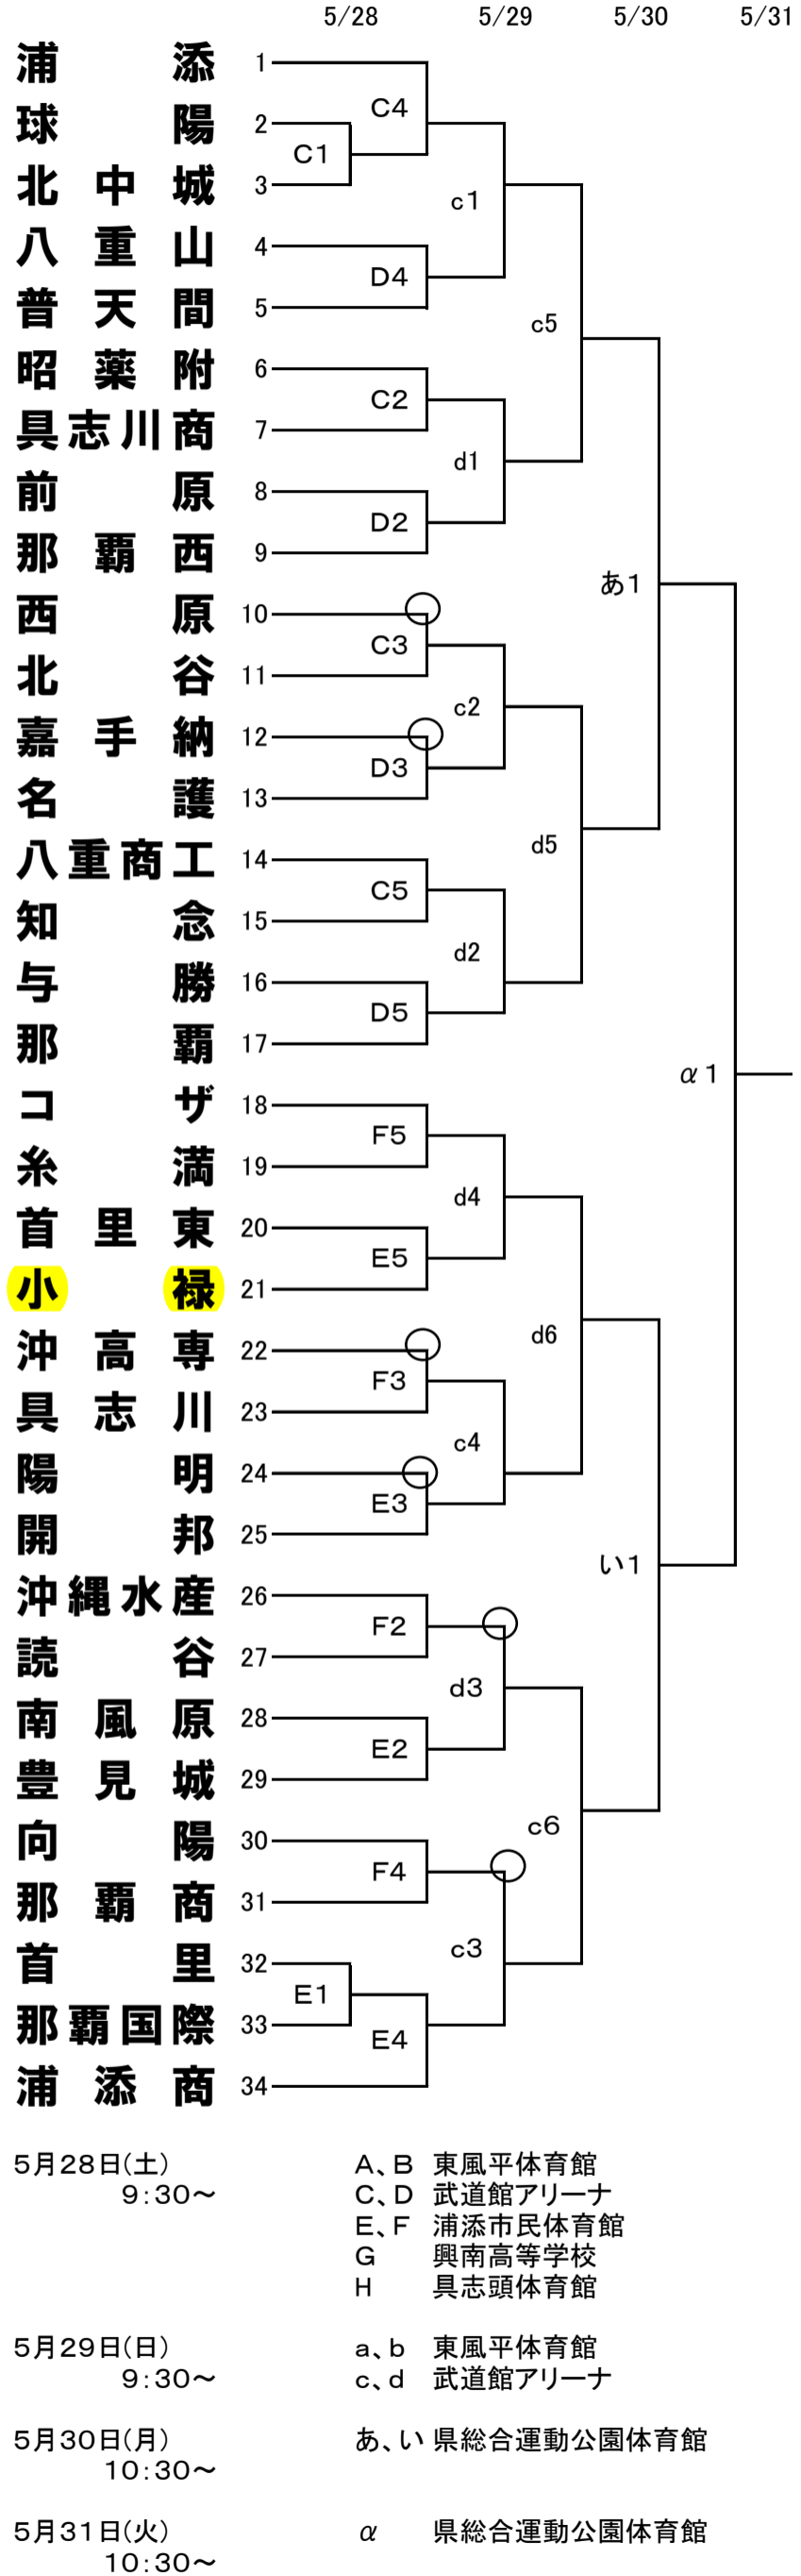 5/28 5/29 5/30 5/31
浦添 1
C4
球陽 2
C1
北中城 3
c1
八重山 4
D4
普天間 5
c5
昭薬附 6
C2
具志川商 7
d1
前原 8
D2
那覇西 9
あ1
西原 10
C3
北谷 11
c2
嘉手納 12
D3
名護 13
d5
八重商工 14
C5
知念 15
d2
与勝 16
D5
那覇 17
α1
コザ 18
F5
糸満 19
d4
首里東 20
E5
小禄 21
d6
沖高専 22
F3
具志川 23
c4
陽明 24
E3
開邦 25
い1
沖縄水産 26
F2
読谷 27
d3
南風原 28
E2
豊見城 29
c6
向陽 30
F4
那覇商 31
c3
首里 32
E1
那覇国際 33
E4
浦添商 34
5月28日(土) A、B 東風平体育館
9:30～ C、D 武道館アリーナ
E、F 浦添市民体育館
G 興南高等学校
H 具志頭体育館
5月29日(日) a、b 東風平体育館
9:30～ c、d 武道館アリーナ
5月30日(月) あ、い 県総合運動公園体育館
10:30～
5月31日(火) α 県総合運動公園体育館
10:30～